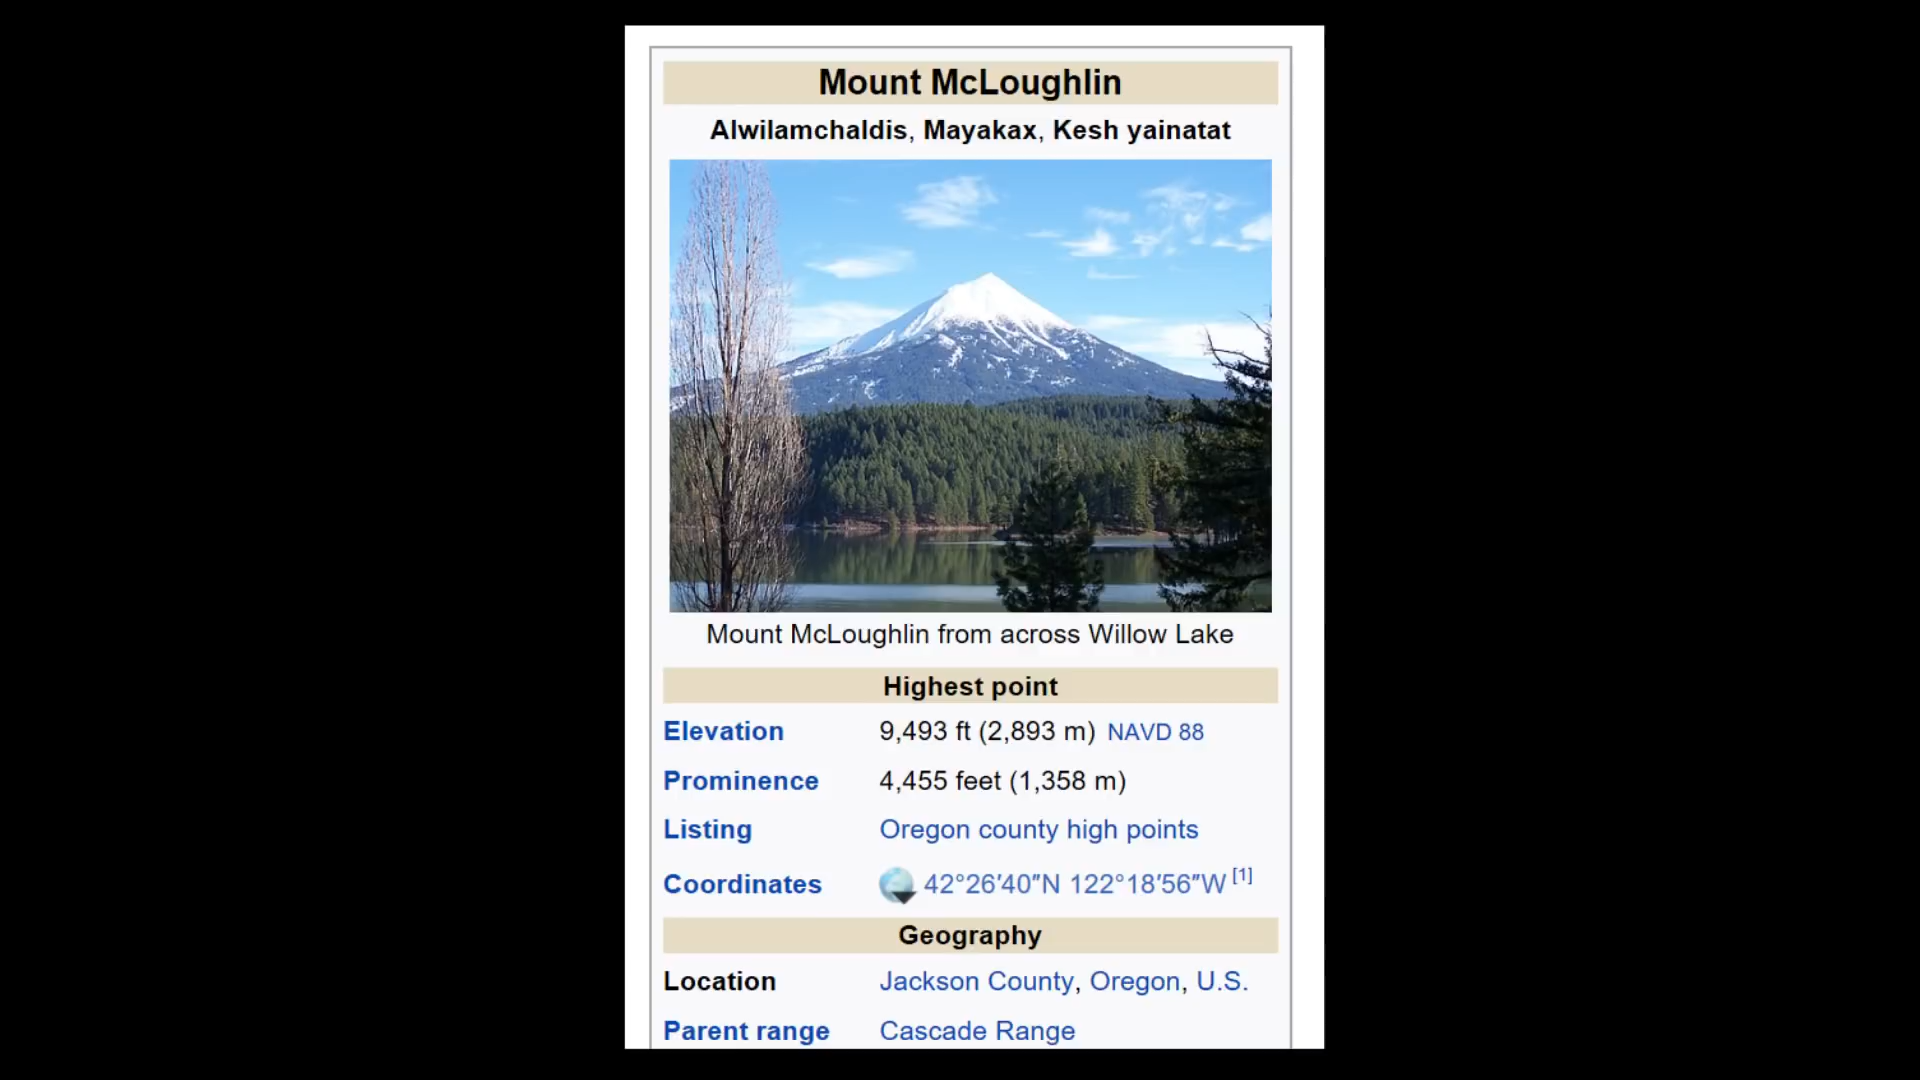 Mount McLoughlin
Alwilamchaldis, Mayakax, Kesh yainatat
Mount McLoughlin from across Willow Lake
Highest point
Elevation 9,493 ft (2,893 m) NAVD 88
Prominence 4,455 feet (1,358 m)
Listing Oregon county high points
Coordinates 42°26′40″N 122°18′56″W [1]
Geography
Location Jackson County, Oregon, U.S.
Parent range Cascade Range